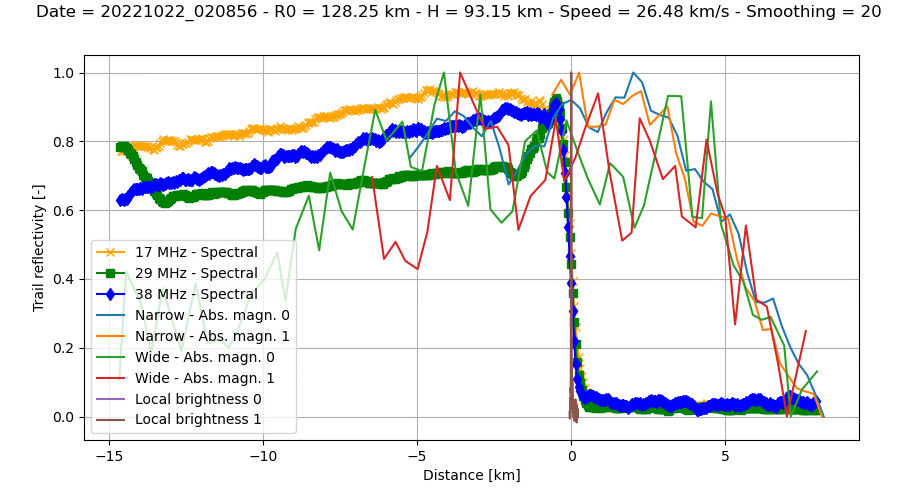 Date = 20221022_020856 - R0 = 128.25 km - H = 93.15 km - Speed = 26.48 km/s - Smoothing = 20
1.0
0.8
0.6
0.4
0.2
0.0
Trail reflectivity [-]
17 MHz - Spectral
29 MHz - Spectral
38 MHz - Spectral
Narrow - Abs. magn. 0
Narrow - Abs. magn. 1
Wide - Abs. magn. 0
Wide - Abs. magn. 1
Local brightness 0
Local brightness 1
−15 −10 −5 0 5
Distance [km]